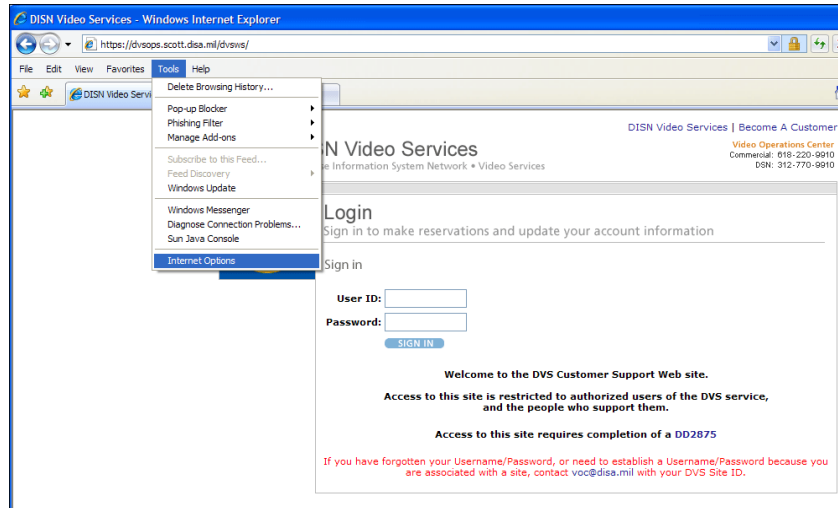 DISN Video Services - Windows Internet Explorer
https://dvsops.scott.disa.mil/dvsws/
File Edit View Favorites Tools Help
DISN Video Servi
Delete Browsing History...
Pop-up Blocker
Phishing Filter
Manage Add-ons
Subscribe to this Feed...
Feed Discovery
Windows Update
Windows Messenger
Diagnose Connection Problems...
Sun Java Console
Internet Options
DISN Video Services | Become A Customer
Video Operations Center
Commercial: 618-220-9910
DSN: 312-770-9910
SN Video Services
se Information System Network • Video Services
Login
Sign in to make reservations and update your account information
Sign in
User ID:
Password:
SIGN IN
Welcome to the DVS Customer Support Web site.
Access to this site is restricted to authorized users of the DVS service,
and the people who support them.
Access to this site requires completion of a DD2875
If you have forgotten your Username/Password, or need to establish a Username/Password because you
are associated with a site, contact voc@disa.mil with your DVS Site ID.